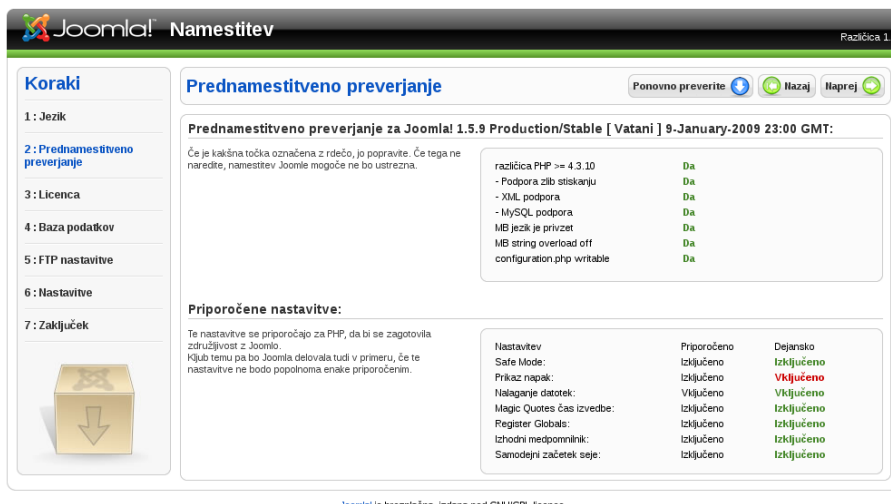 Joomla! Namestitev
Različica 1.
Koraki
1 : Jezik
2 : Prednamestitveno
preverjanje
3 : Licenca
4 : Baza podatkov
5 : FTP nastavitve
6 : Nastavitve
7 : Zaključek
Prednamestitveno preverjanje
Ponovno preverite
Nazaj
Naprej
Prednamestitveno preverjanje za Joomla! 1.5.9 Production/Stable [ Vatani ] 9-January-2009 23:00 GMT:
Če je kakšna točka označena z rdečo, jo popravite. Če tega ne
naredite, namestitev Joomle mogoče ne bo ustrezna.
različica PHP >= 4.3.10 Da
- Podpora zlib stiskanju Da
- XML podpora Da
- MySQL podpora Da
MB jezik je privzet Da
MB string overload off Da
configuration.php writable Da
Priporočene nastavitve:
Te nastavitve se priporočajo za PHP, da bi se zagotovila
združljivost z Joomlo.
Kljub temu pa bo Joomla delovala tudi v primeru, če te
nastavitve ne bodo popolnoma enake priporočenim.
Nastavitev Priporočeno Dejansko
Safe Mode: Izključeno Izključeno
Prikaz napak: Izključeno Vključeno
Nalaganje datotek: Vključeno Vključeno
Magic Quotes čas izvedbe: Izključeno Izključeno
Register Globals: Izključeno Izključeno
Izhodni medpomnilnik: Izključeno Izključeno
Samodejni začetek seje: Izključeno Izključeno